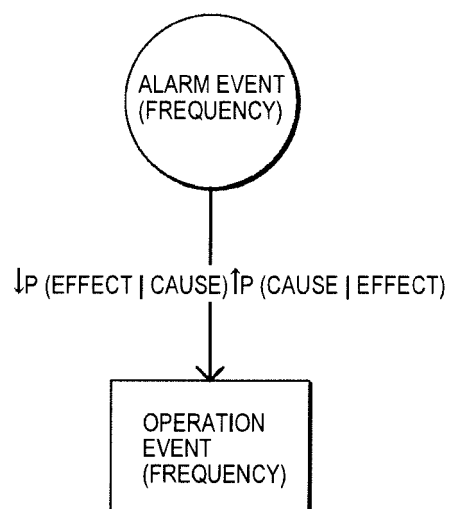 ALARM EVENT
(FREQUENCY)
↓P (EFFECT | CAUSE) ↑P (CAUSE | EFFECT)
OPERATION
EVENT
(FREQUENCY)